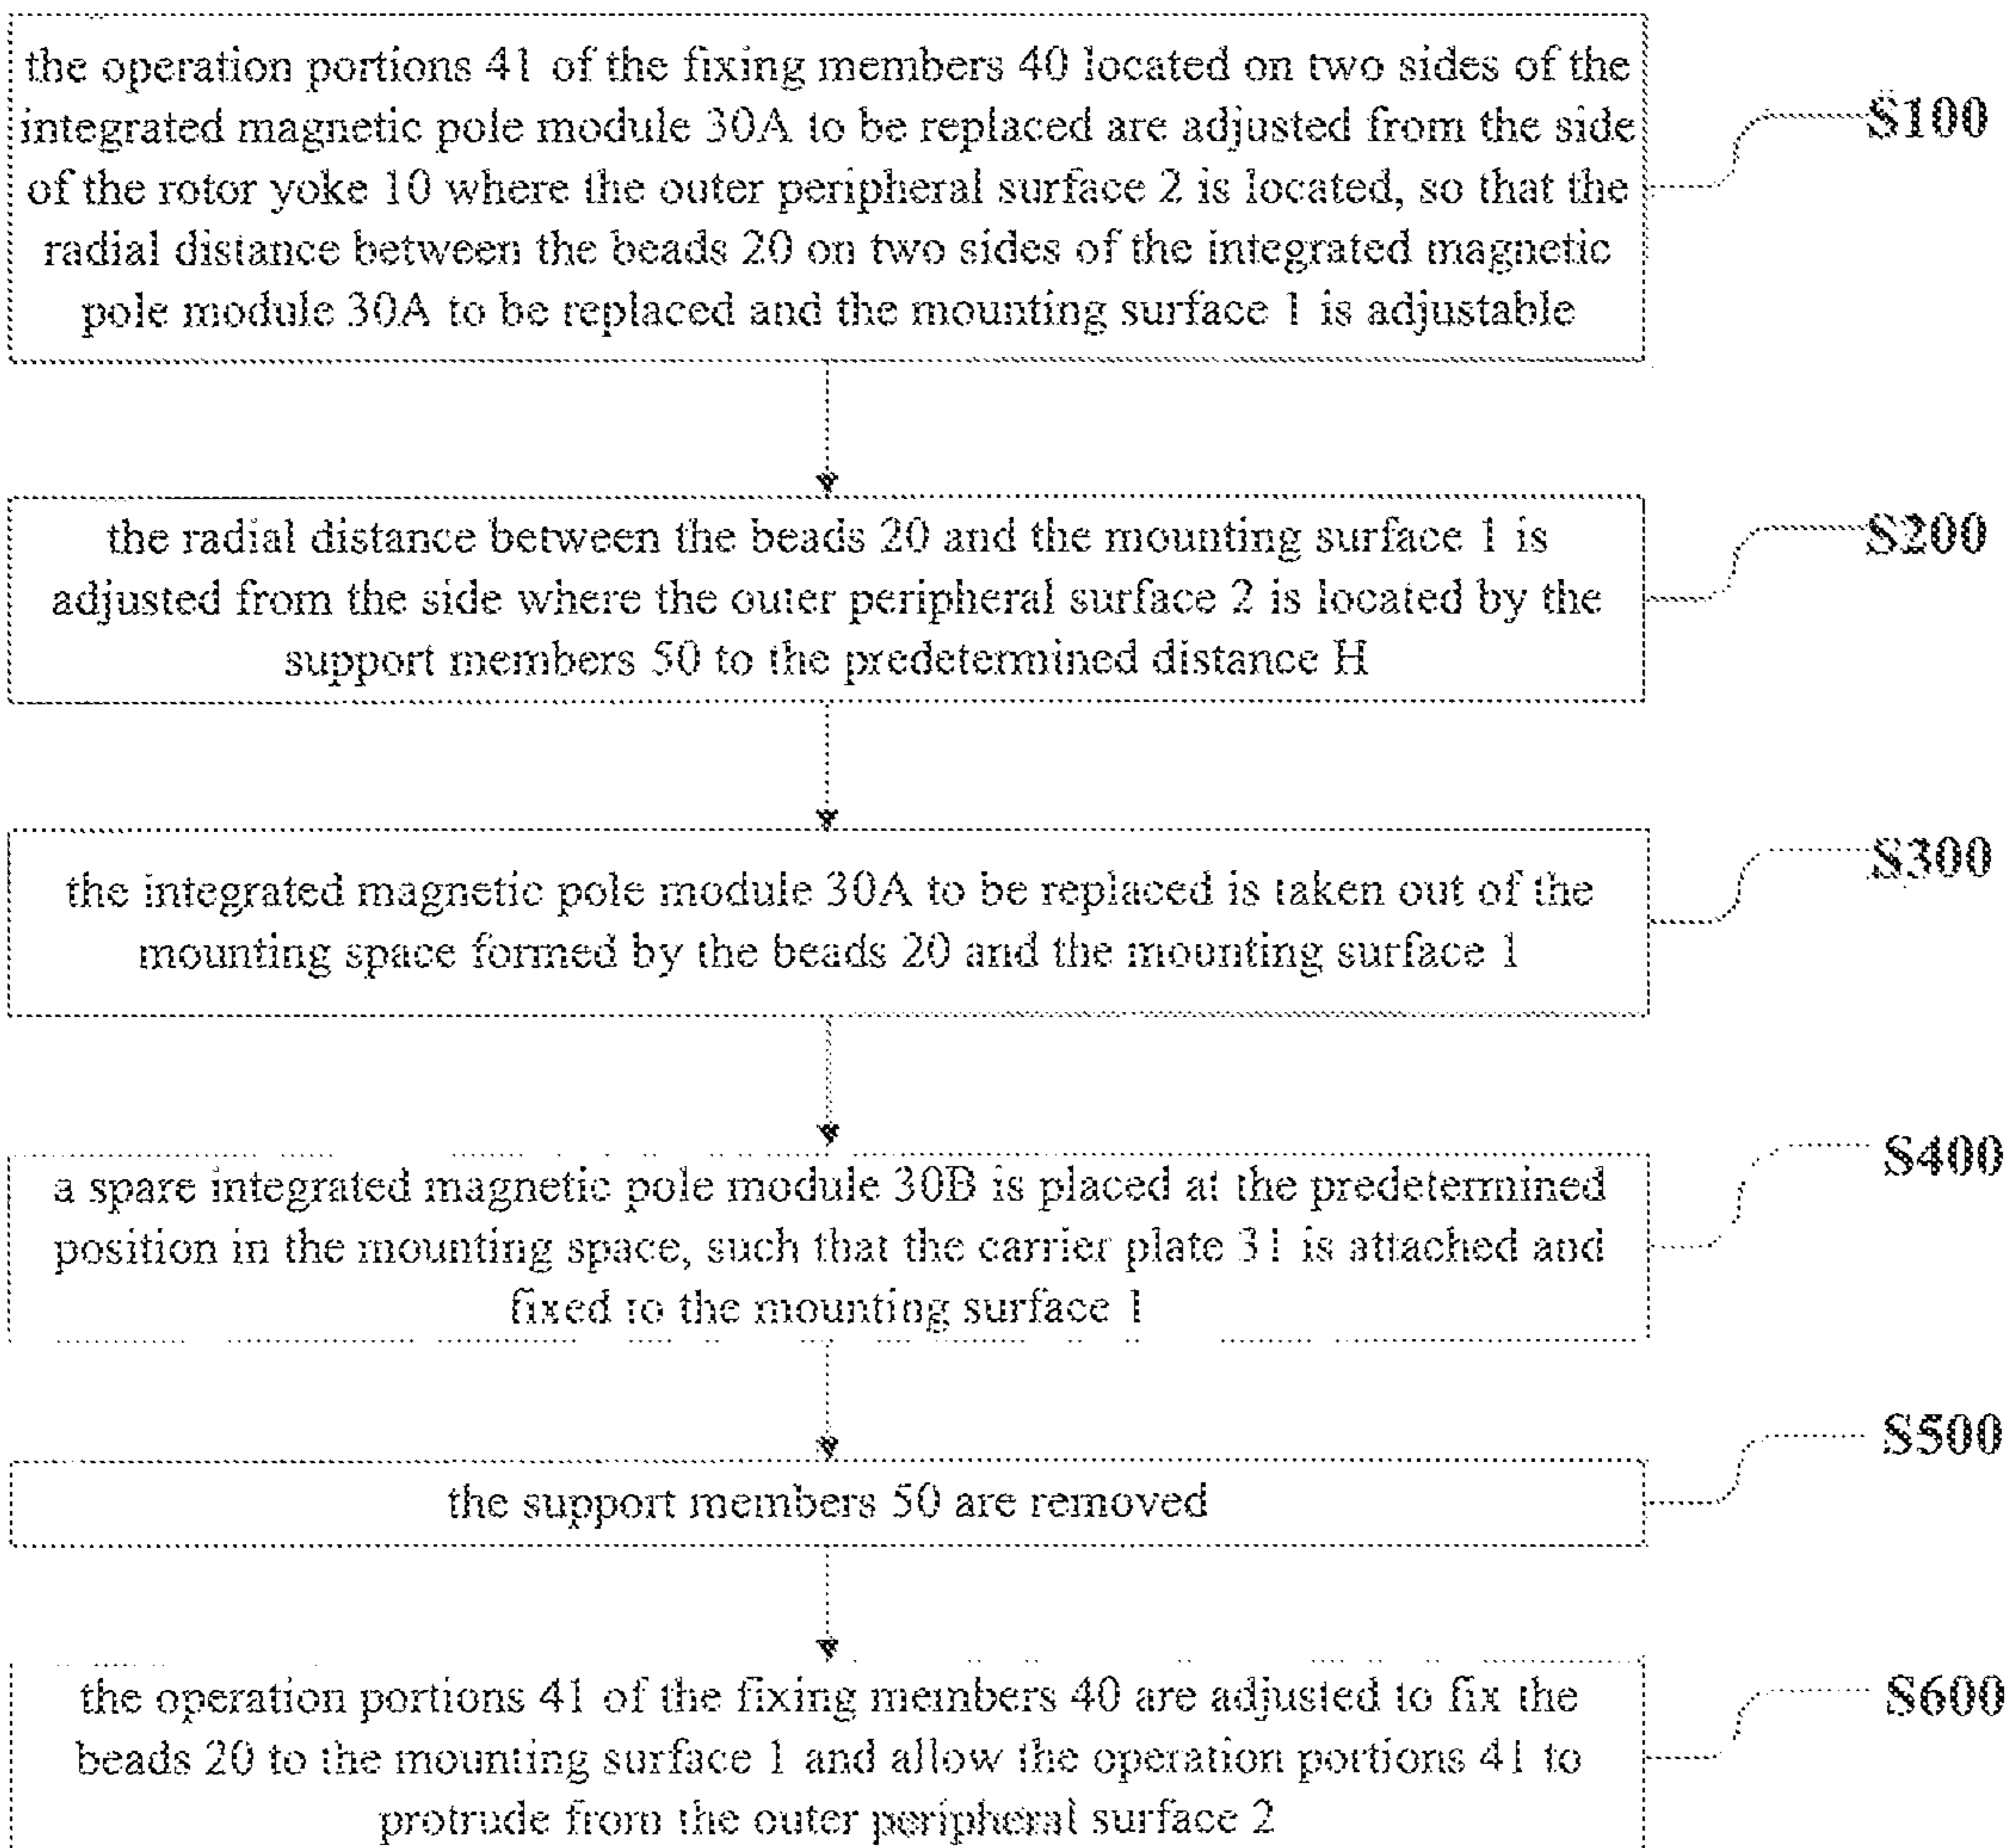 the operation portions 41 of the fixing members 40 located on two sides of the
integrated magnetic pole module 30A to be replaced are adjusted from the side
of the rotor yoke 10 where the outer peripheral surface 2 is located, so that the
radial distance between the beads 20 on two sides of the integrated magnetic
pole module 30A to be replaced and the mounting surface 1 is adjustable
S100
the radial distance between the beads 20 and the mounting surface 1 is
adjusted from the side where the outer peripheral surface 2 is located by the
support members 50 to the predetermined distance H
S200
the integrated magnetic pole module 30A to be replaced is taken out of the
mounting space formed by the beads 20 and the mounting surface 1
S300
a spare integrated magnetic pole module 30B is placed at the predetermined
position in the mounting space, such that the carrier plate 31 is attached and
fixed to the mounting surface 1
S400
the support members 50 are removed
S500
the operation portions 41 of the fixing members 40 are adjusted to fix the
beads 20 to the mounting surface 1 and allow the operation portions 41 to
protrude from the outer peripheral surface 2
S600